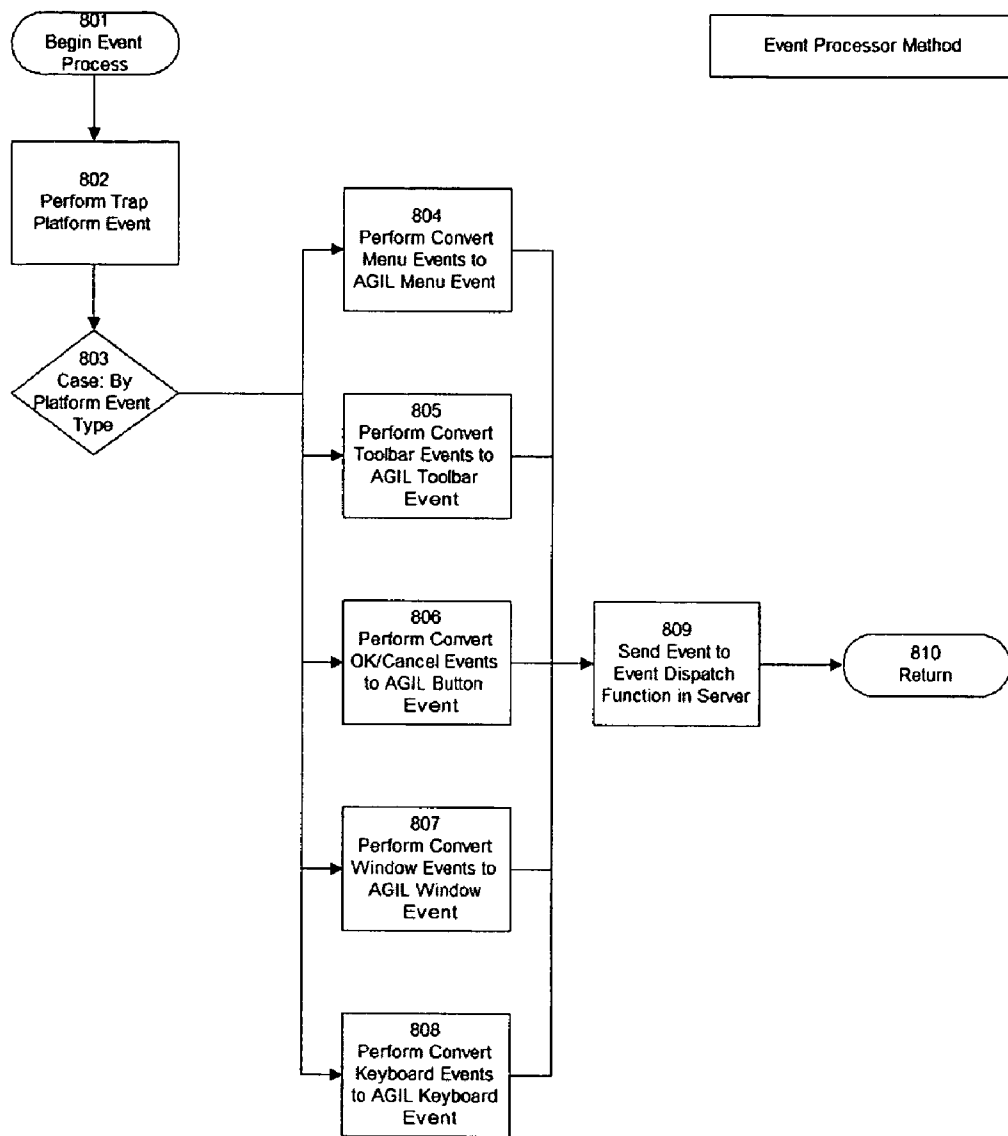 801
Begin Event
Process
Event Processor Method
802
Perform Trap
Platform Event
803
Case: By
Platform Event
Type
804
Perform Convert
Menu Events to
AGIL Menu Event
805
Perform Convert
Toolbar Events to
AGIL Toolbar
Event
806
Perform Convert
OK/Cancel Events
to AGIL Button
Event
807
Perform Convert
Window Events to
AGIL Window
Event
808
Perform Convert
Keyboard Events
to AGIL Keyboard
Event
809
Send Event to
Event Dispatch
Function in Server
810
Return